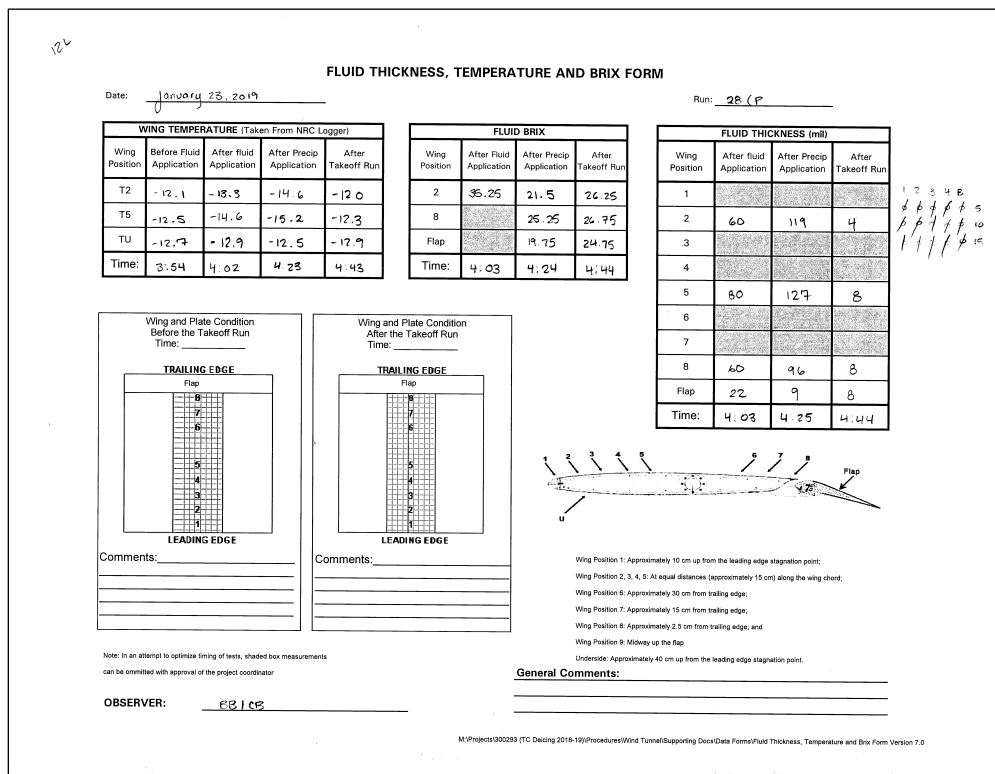 12L
FLUID THICKNESS, TEMPERATURE AND BRIX FORM
Date: January 23, 2019
Run: 28 (P
WING TEMPERATURE (Taken From NRC Logger)
Wing Position Before Fluid Application After fluid Application After Precip Application After Takeoff Run
T2 -12.1 -13.3 -14.6 -12 0
T5 -12.5 -14.6 -15.2 -12.3
TU -12.7 -12.9 -12.5 -12.9
Time: 3:54 4:02 4:23 4:43
FLUID BRIX
Wing Position After Fluid Application After Precip Application After Takeoff Run
2 35.25 21.5 26.25
8 25.25 26.75
Flap 19.75 24.75
Time: 4:03 4:24 4:44
FLUID THICKNESS (mil)
Wing Position After fluid Application After Precip Application After Takeoff Run
1
2 60 119 4
3
4
5 80 127 8
6
7
8 60 96 8
Flap 22 9 8
Time: 4:03 4:25 4:44
1 2 3 4 B
5
10
15
Wing and Plate Condition
Before the Takeoff Run
Time:
TRAILING EDGE
Flap
8
7
6
5
4
3
2
1
LEADING EDGE
Comments:
Wing and Plate Condition
After the Takeoff Run
Time:
TRAILING EDGE
Flap
8
7
6
5
4
3
2
1
LEADING EDGE
Comments:
1 2 3 4 5 6 7 8 Flap
U
Wing Position 1: Approximately 10 cm up from the leading edge stagnation point;
Wing Position 2, 3, 4, 5: At equal distances (approximately 15 cm) along the wing chord;
Wing Position 6: Approximately 30 cm from trailing edge;
Wing Position 7: Approximately 15 cm from trailing edge;
Wing Position 8: Approximately 2.5 cm from trailing edge; and
Wing Position 9: Midway up the flap
Underside: Approximately 40 cm up from the leading edge stagnation point.
Note: In an attempt to optimize timing of tests, shaded box measurements
can be ommitted with approval of the project coordinator
General Comments:
OBSERVER: BB / CB
M:\Projects\300293 (TC Deicing 2018-19)\Procedures\Wind Tunnel\Supporting Docs\Data Forms\Fluid Thickness, Temperature and Brix Form Version 7.0